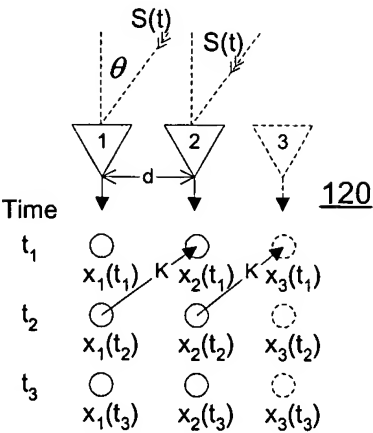 S(t)
S(t)
θ
1 2 3
d
120
Time
t₁
K K
x₁(t₁) x₂(t₁) x₃(t₁)
t₂
x₁(t₂) x₂(t₂) x₃(t₂)
t₃
x₁(t₃) x₂(t₃) x₃(t₃)